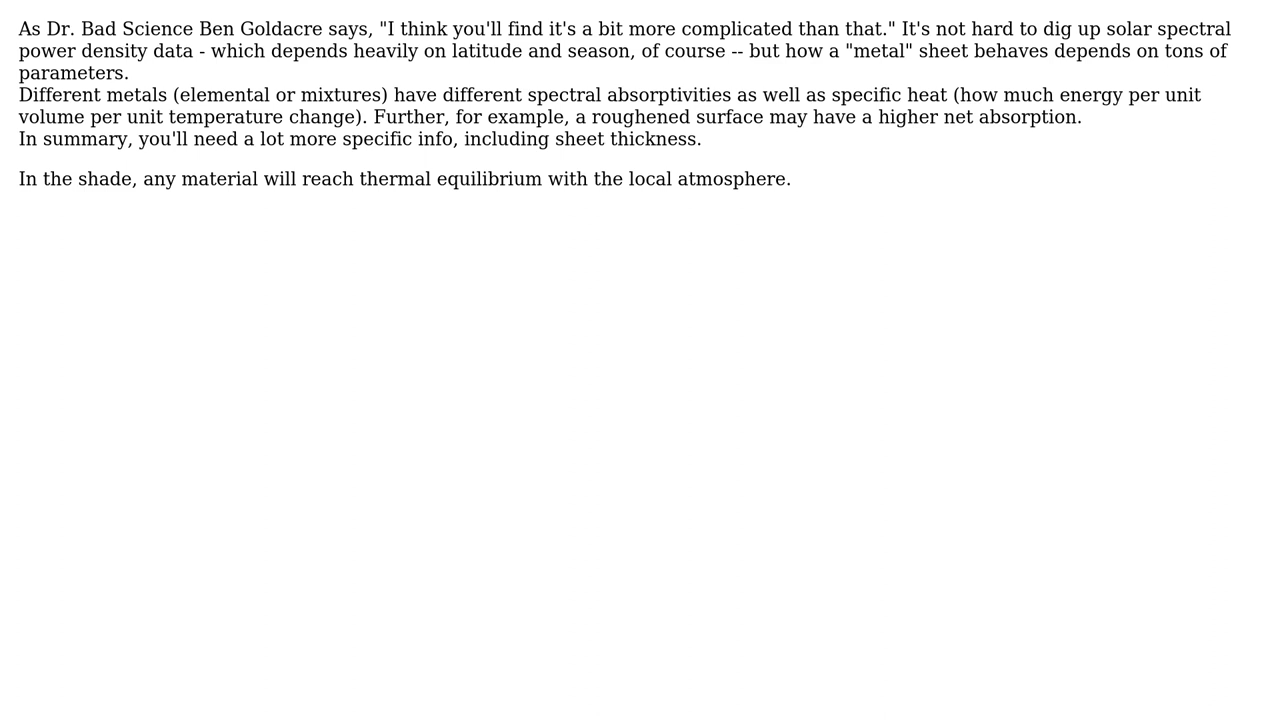 As Dr. Bad Science Ben Goldacre says, "I think you'll find it's a bit more complicated than that." It's not hard to dig up solar spectral
power density data - which depends heavily on latitude and season, of course -- but how a "metal" sheet behaves depends on tons of
parameters.
Different metals (elemental or mixtures) have different spectral absorptivities as well as specific heat (how much energy per unit
volume per unit temperature change). Further, for example, a roughened surface may have a higher net absorption.
In summary, you'll need a lot more specific info, including sheet thickness.
In the shade, any material will reach thermal equilibrium with the local atmosphere.